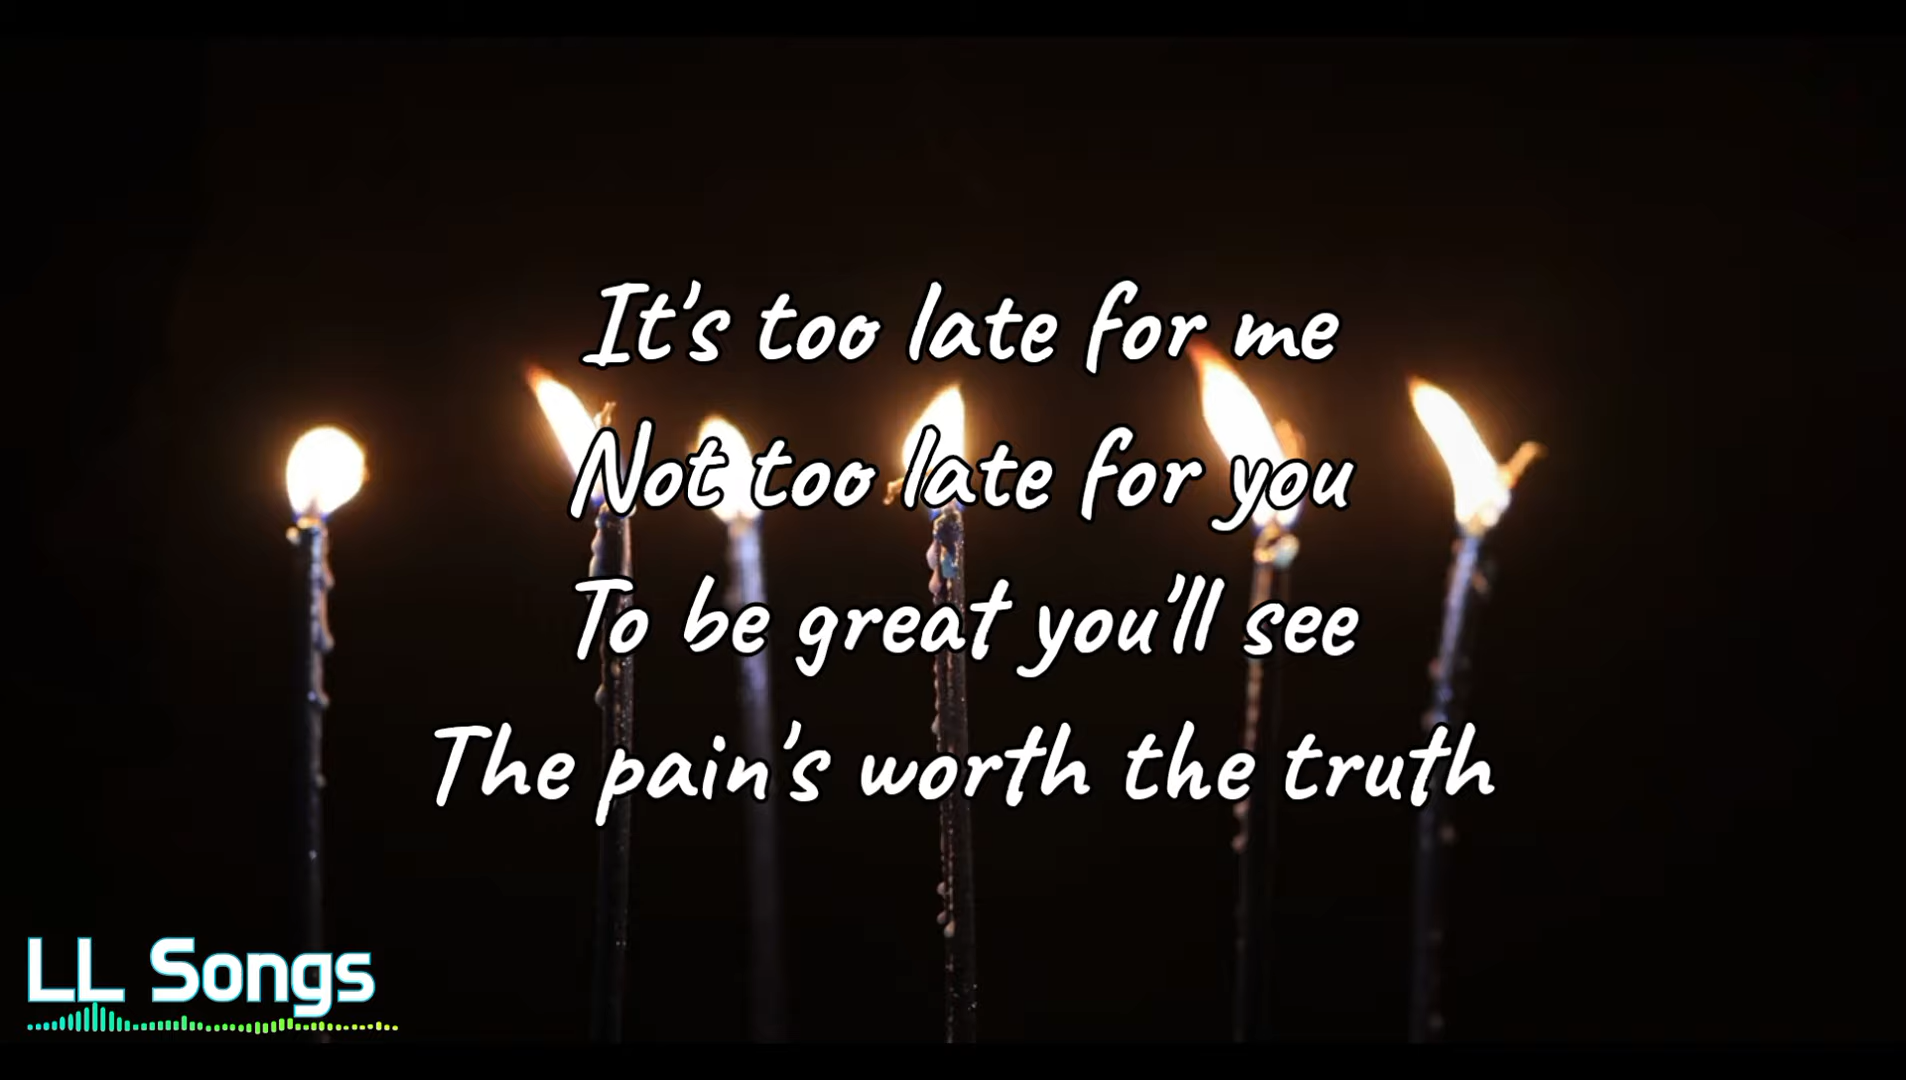 It's too late for me
Not too late for you
To be great you'll see
The pain's worth the truth
LL Songs